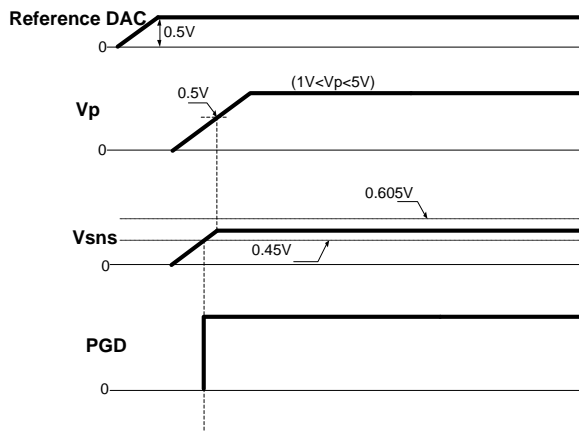 Reference DAC
0.5V
0
(1V<Vp<5V)
0.5V
Vp
0
0.605V
Vsns
0.45V
0
PGD
0